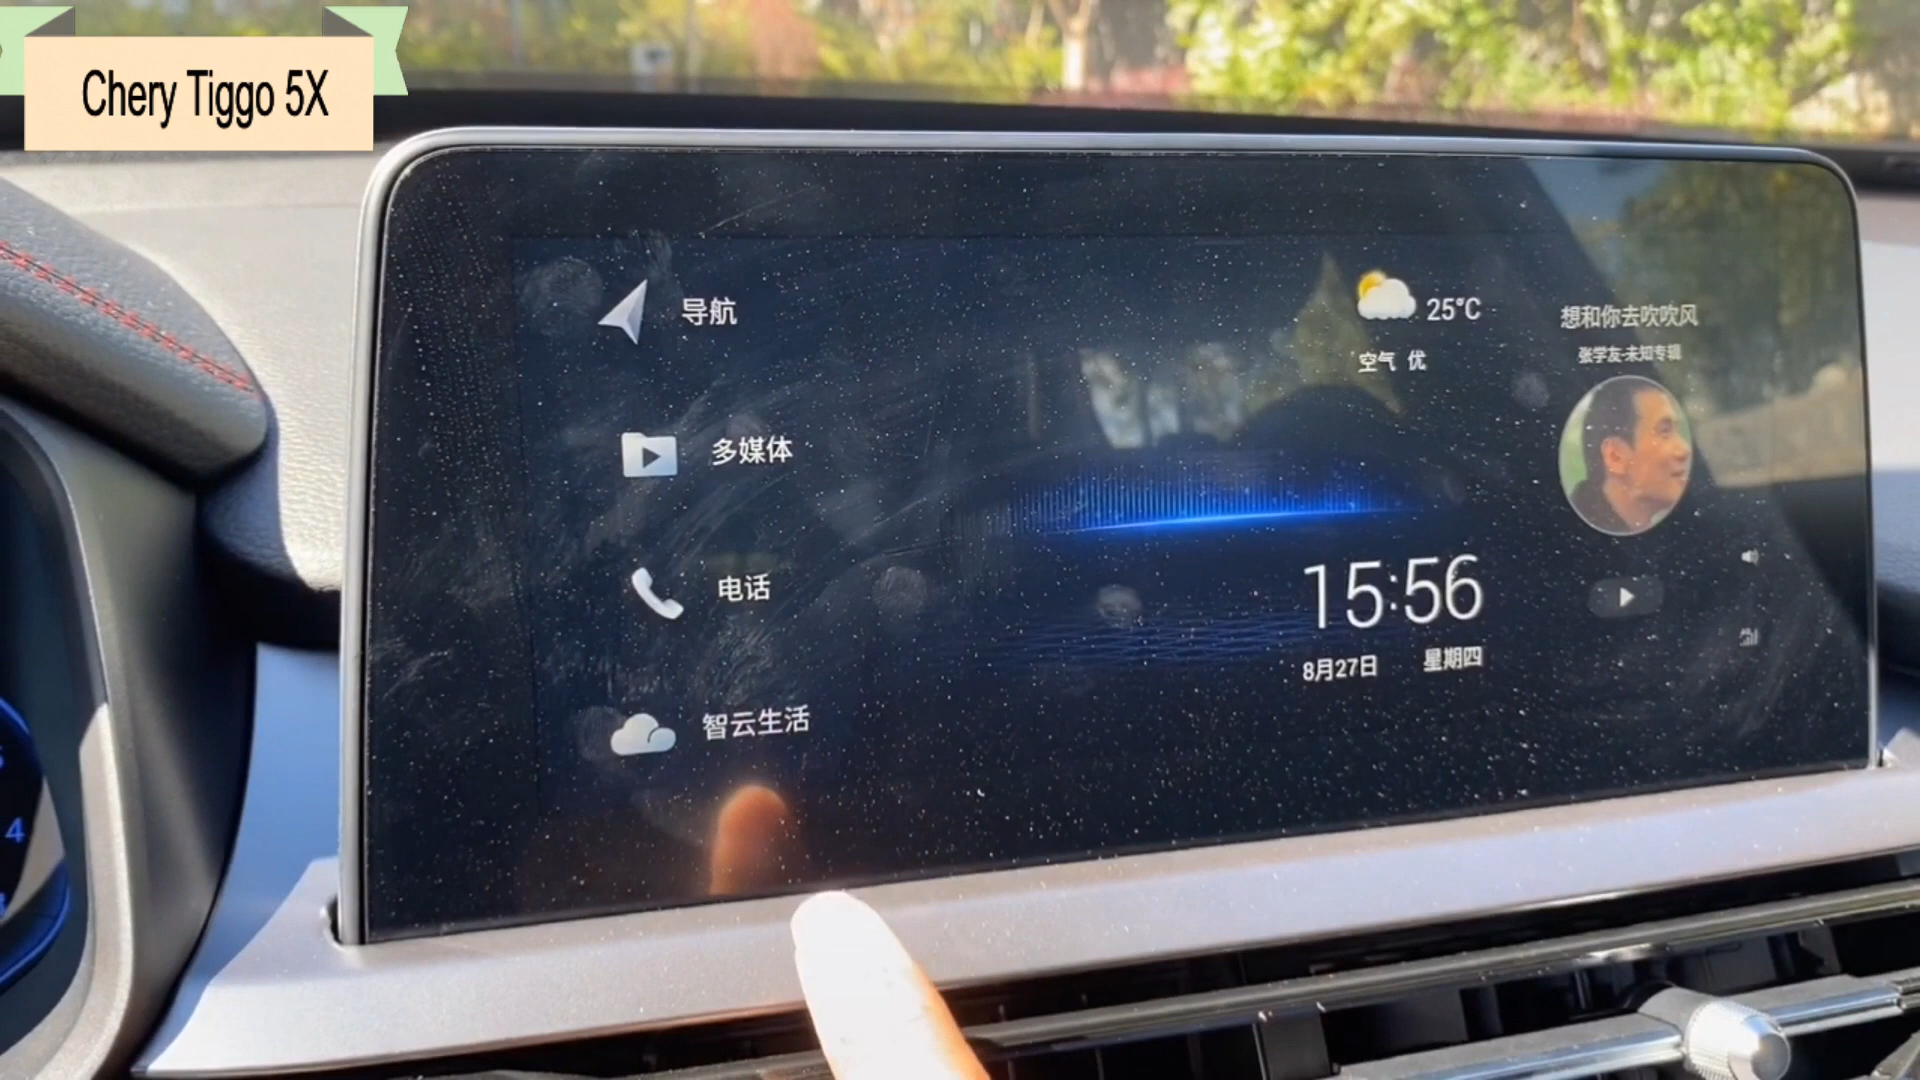 Chery Tiggo 5X
导航
25°C
空气 优
想和你去吹吹风
张学友-未知专辑
多媒体
电话
15:56
8月27日 星期四
智云生活
4